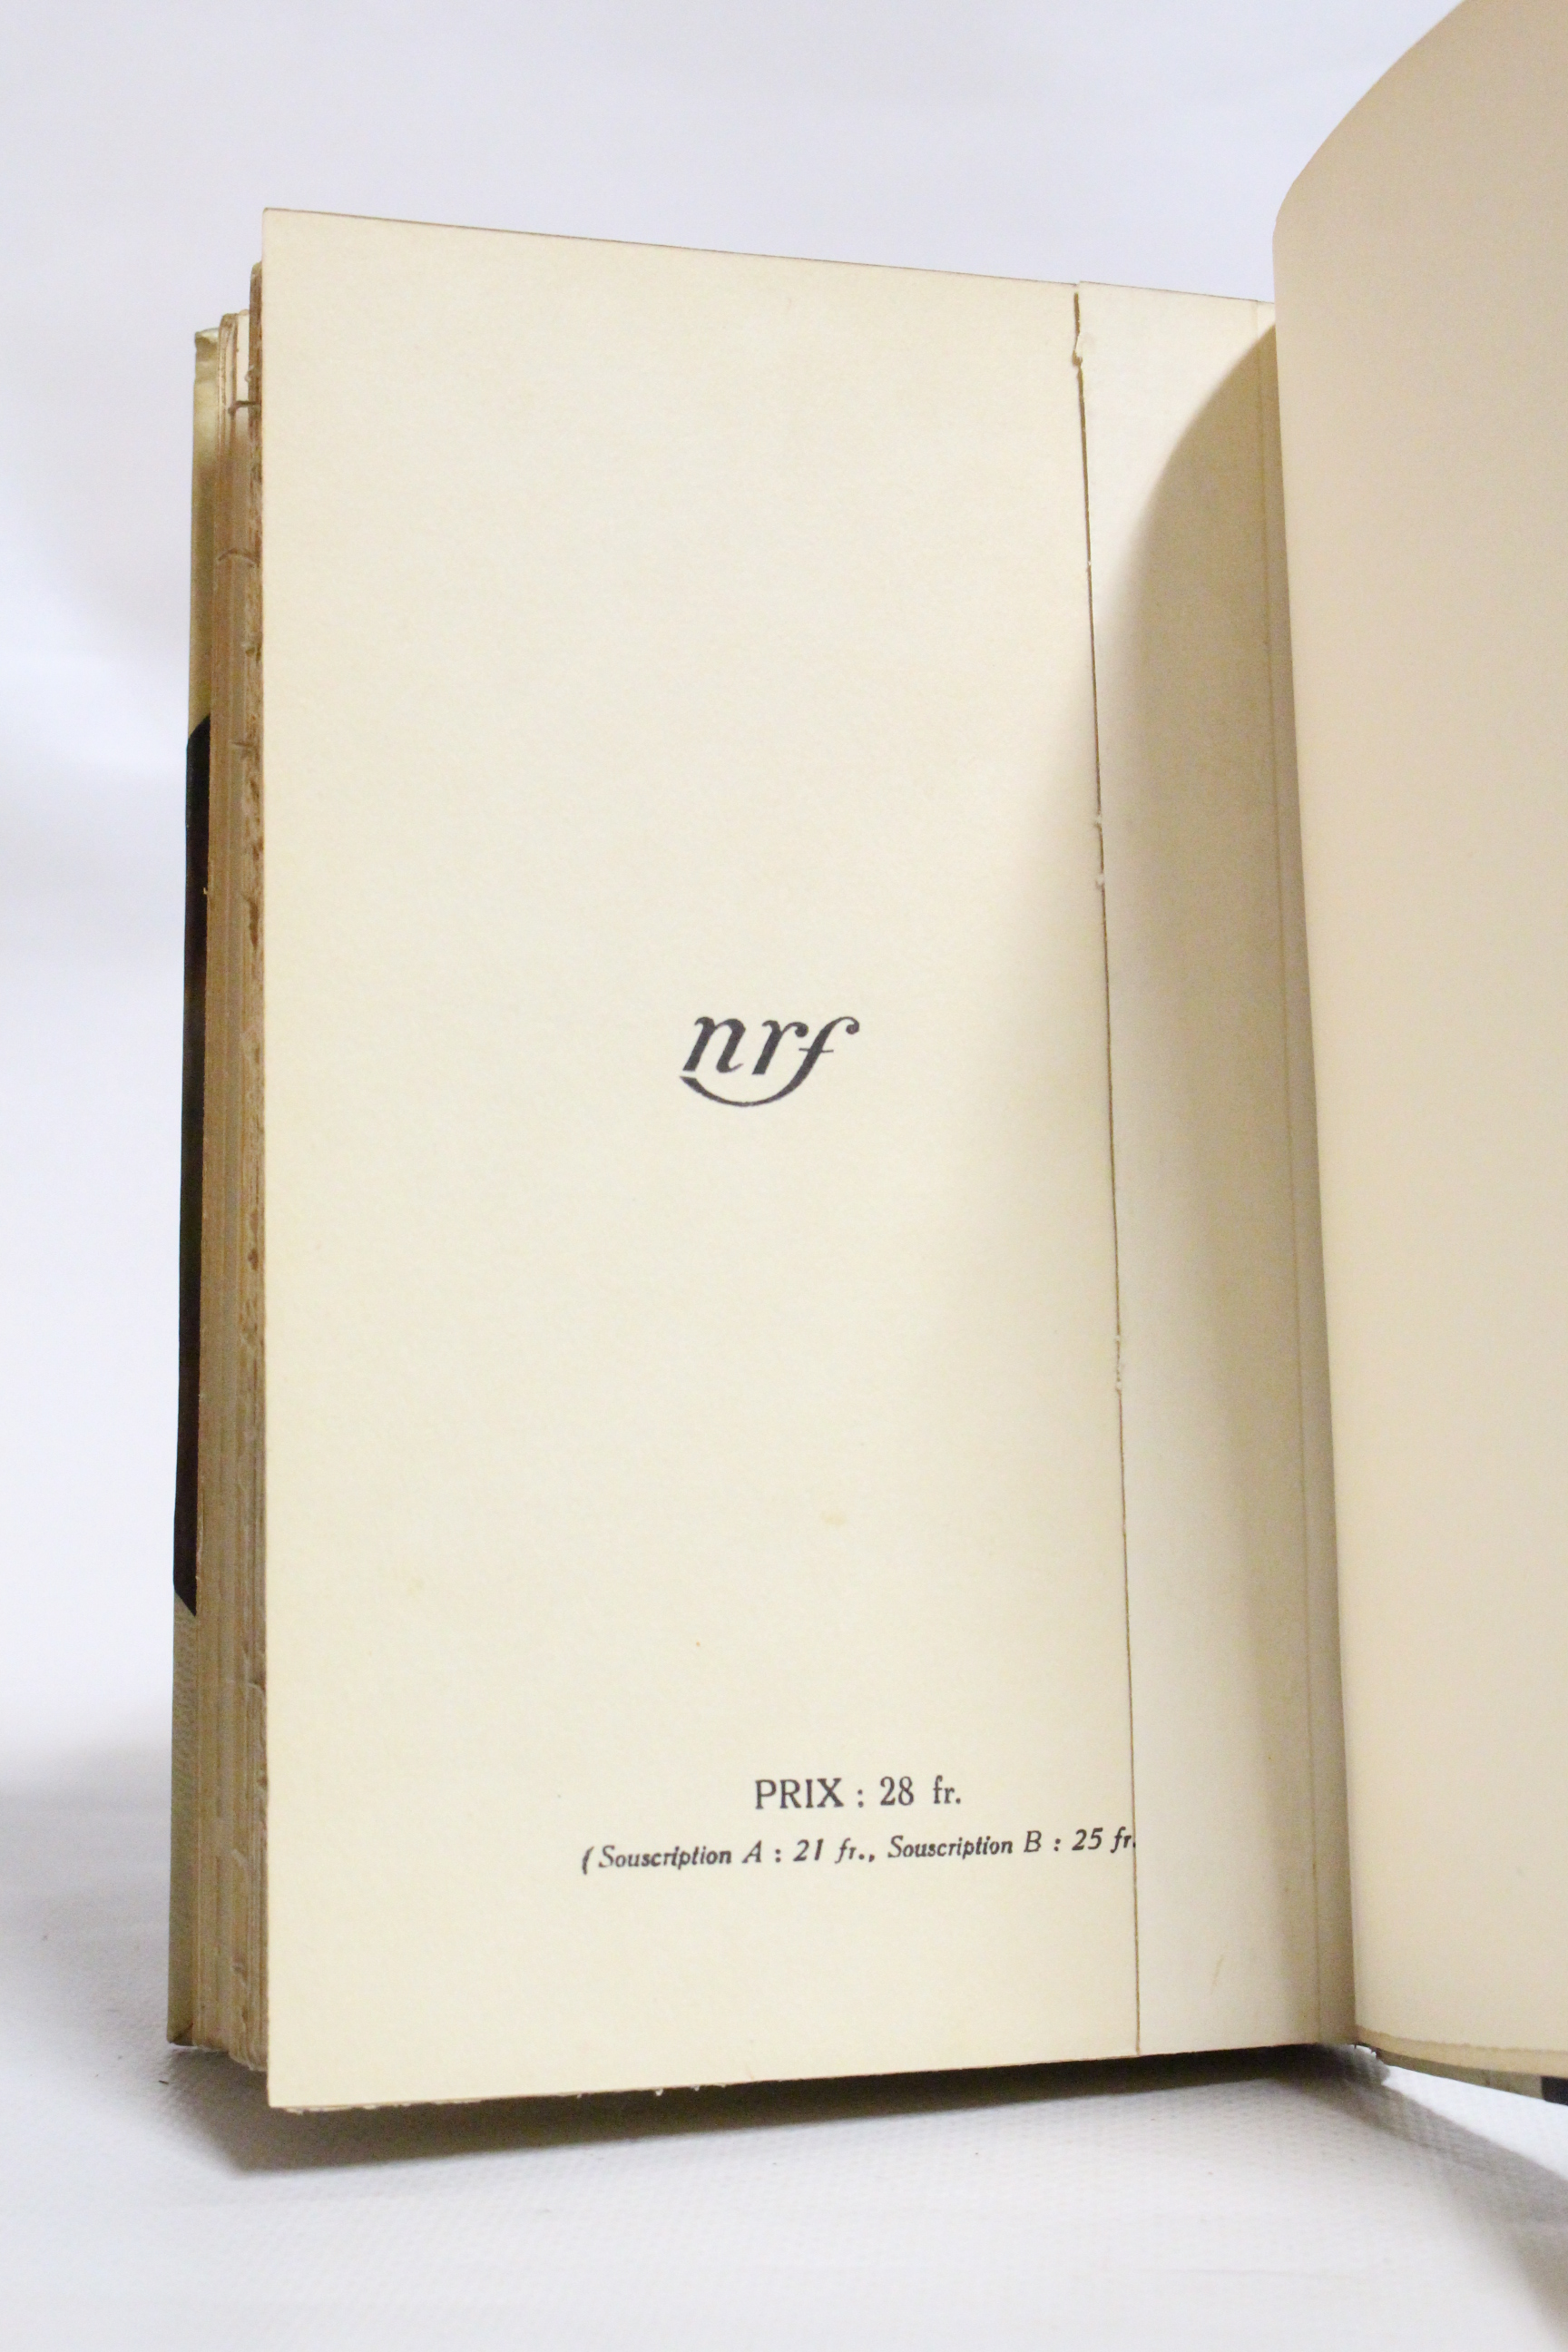 nrf
PRIX : 28 fr.
(Souscription A : 21 fr., Souscription B : 25 fr.